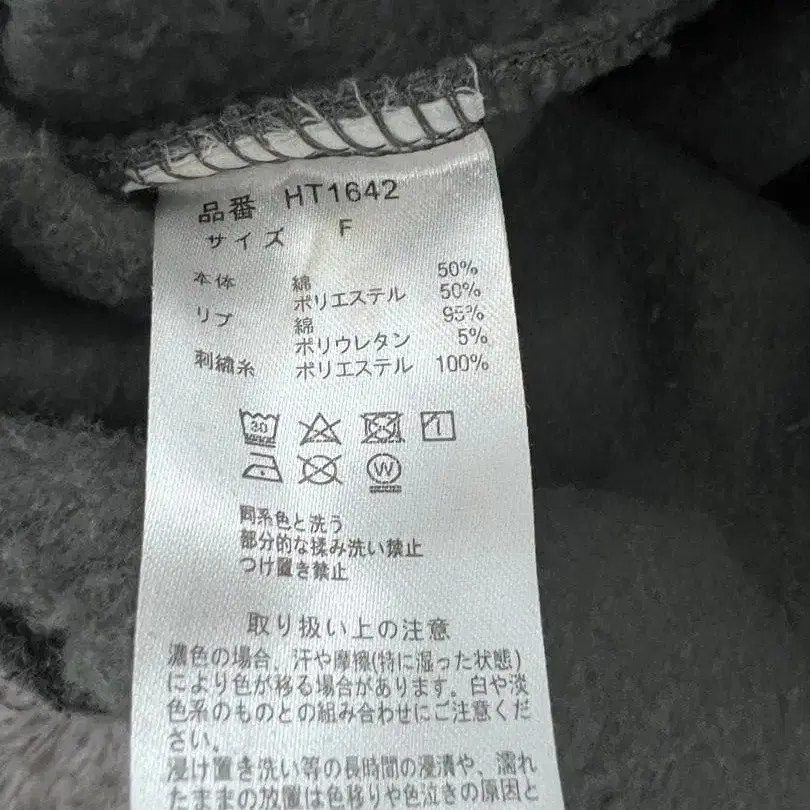 品番 HT1642
サイズ F
本体 綿 50%
ポリエステル 50%
リブ 綿 95%
ポリウレタン 5%
刺繍糸 ポリエステル 100%
30
W
同系色と洗う
部分的な揉み洗い禁止
つけ置き禁止
取り扱い上の注意
濃色の場合、汗や摩擦(特に湿った状態)
により色が移る場合があります。白や淡
色系のものとの組み合わせにご注意くだ
さい。
浸け置き洗い等の長時間の浸漬や、濡れ
たままの放置は色移りや色泣きの原因と